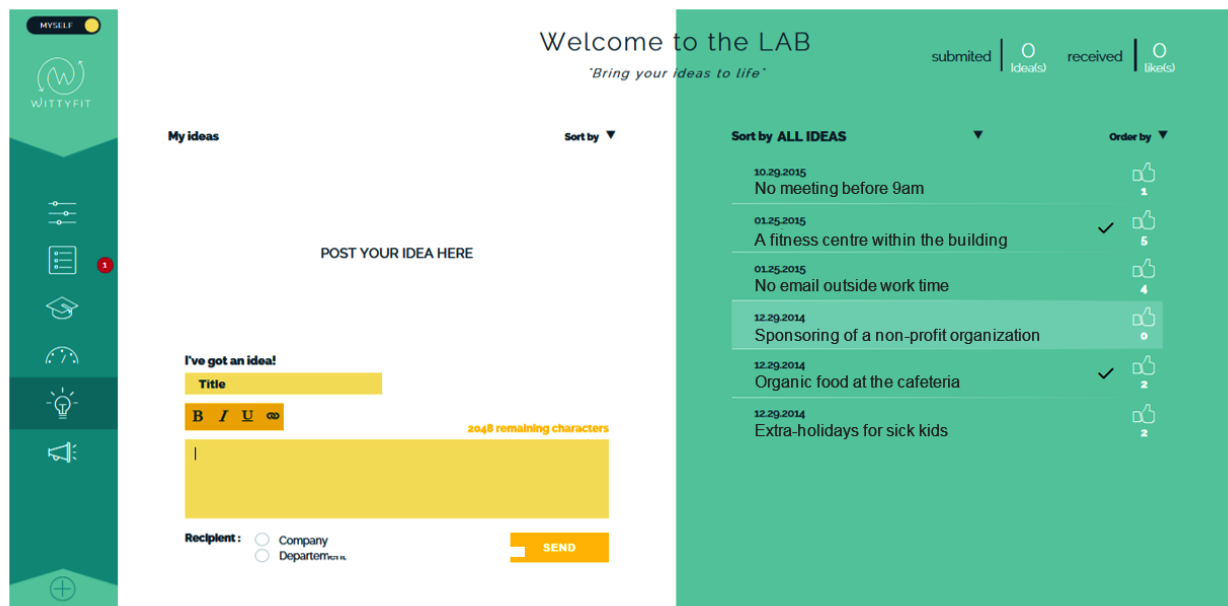 MYSELF
WITTYFIT
1
Welcome to the LAB
"Bring your ideas to life"
submited 0 Idea(s)
received 0 like(s)
My ideas
Sort by ▼
POST YOUR IDEA HERE
I've got an idea!
Title
B I U
2048 remaining characters
Recipient :
Company
SEND
Sort by ALL IDEAS ▼
Order by ▼
10.29.2015
No meeting before 9am
1
01.25.2015
A fitness centre within the building
5
01.25.2015
No email outside work time
4
12.29.2014
Sponsoring of a non-profit organization
0
12.29.2014
Organic food at the cafeteria
2
12.29.2014
Extra-holidays for sick kids
2